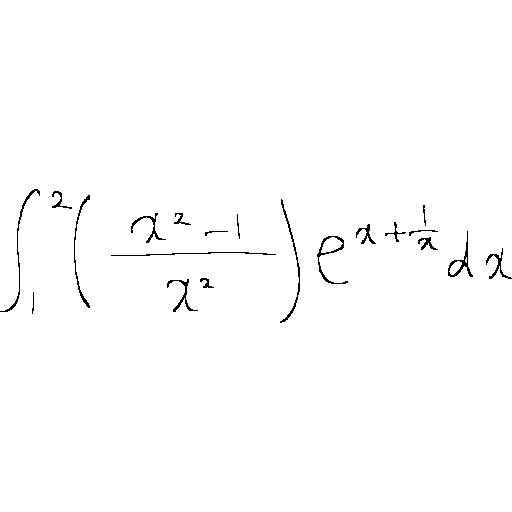 ∫₁² ( (x² - 1) / x² ) e^(x + 1/x) dx